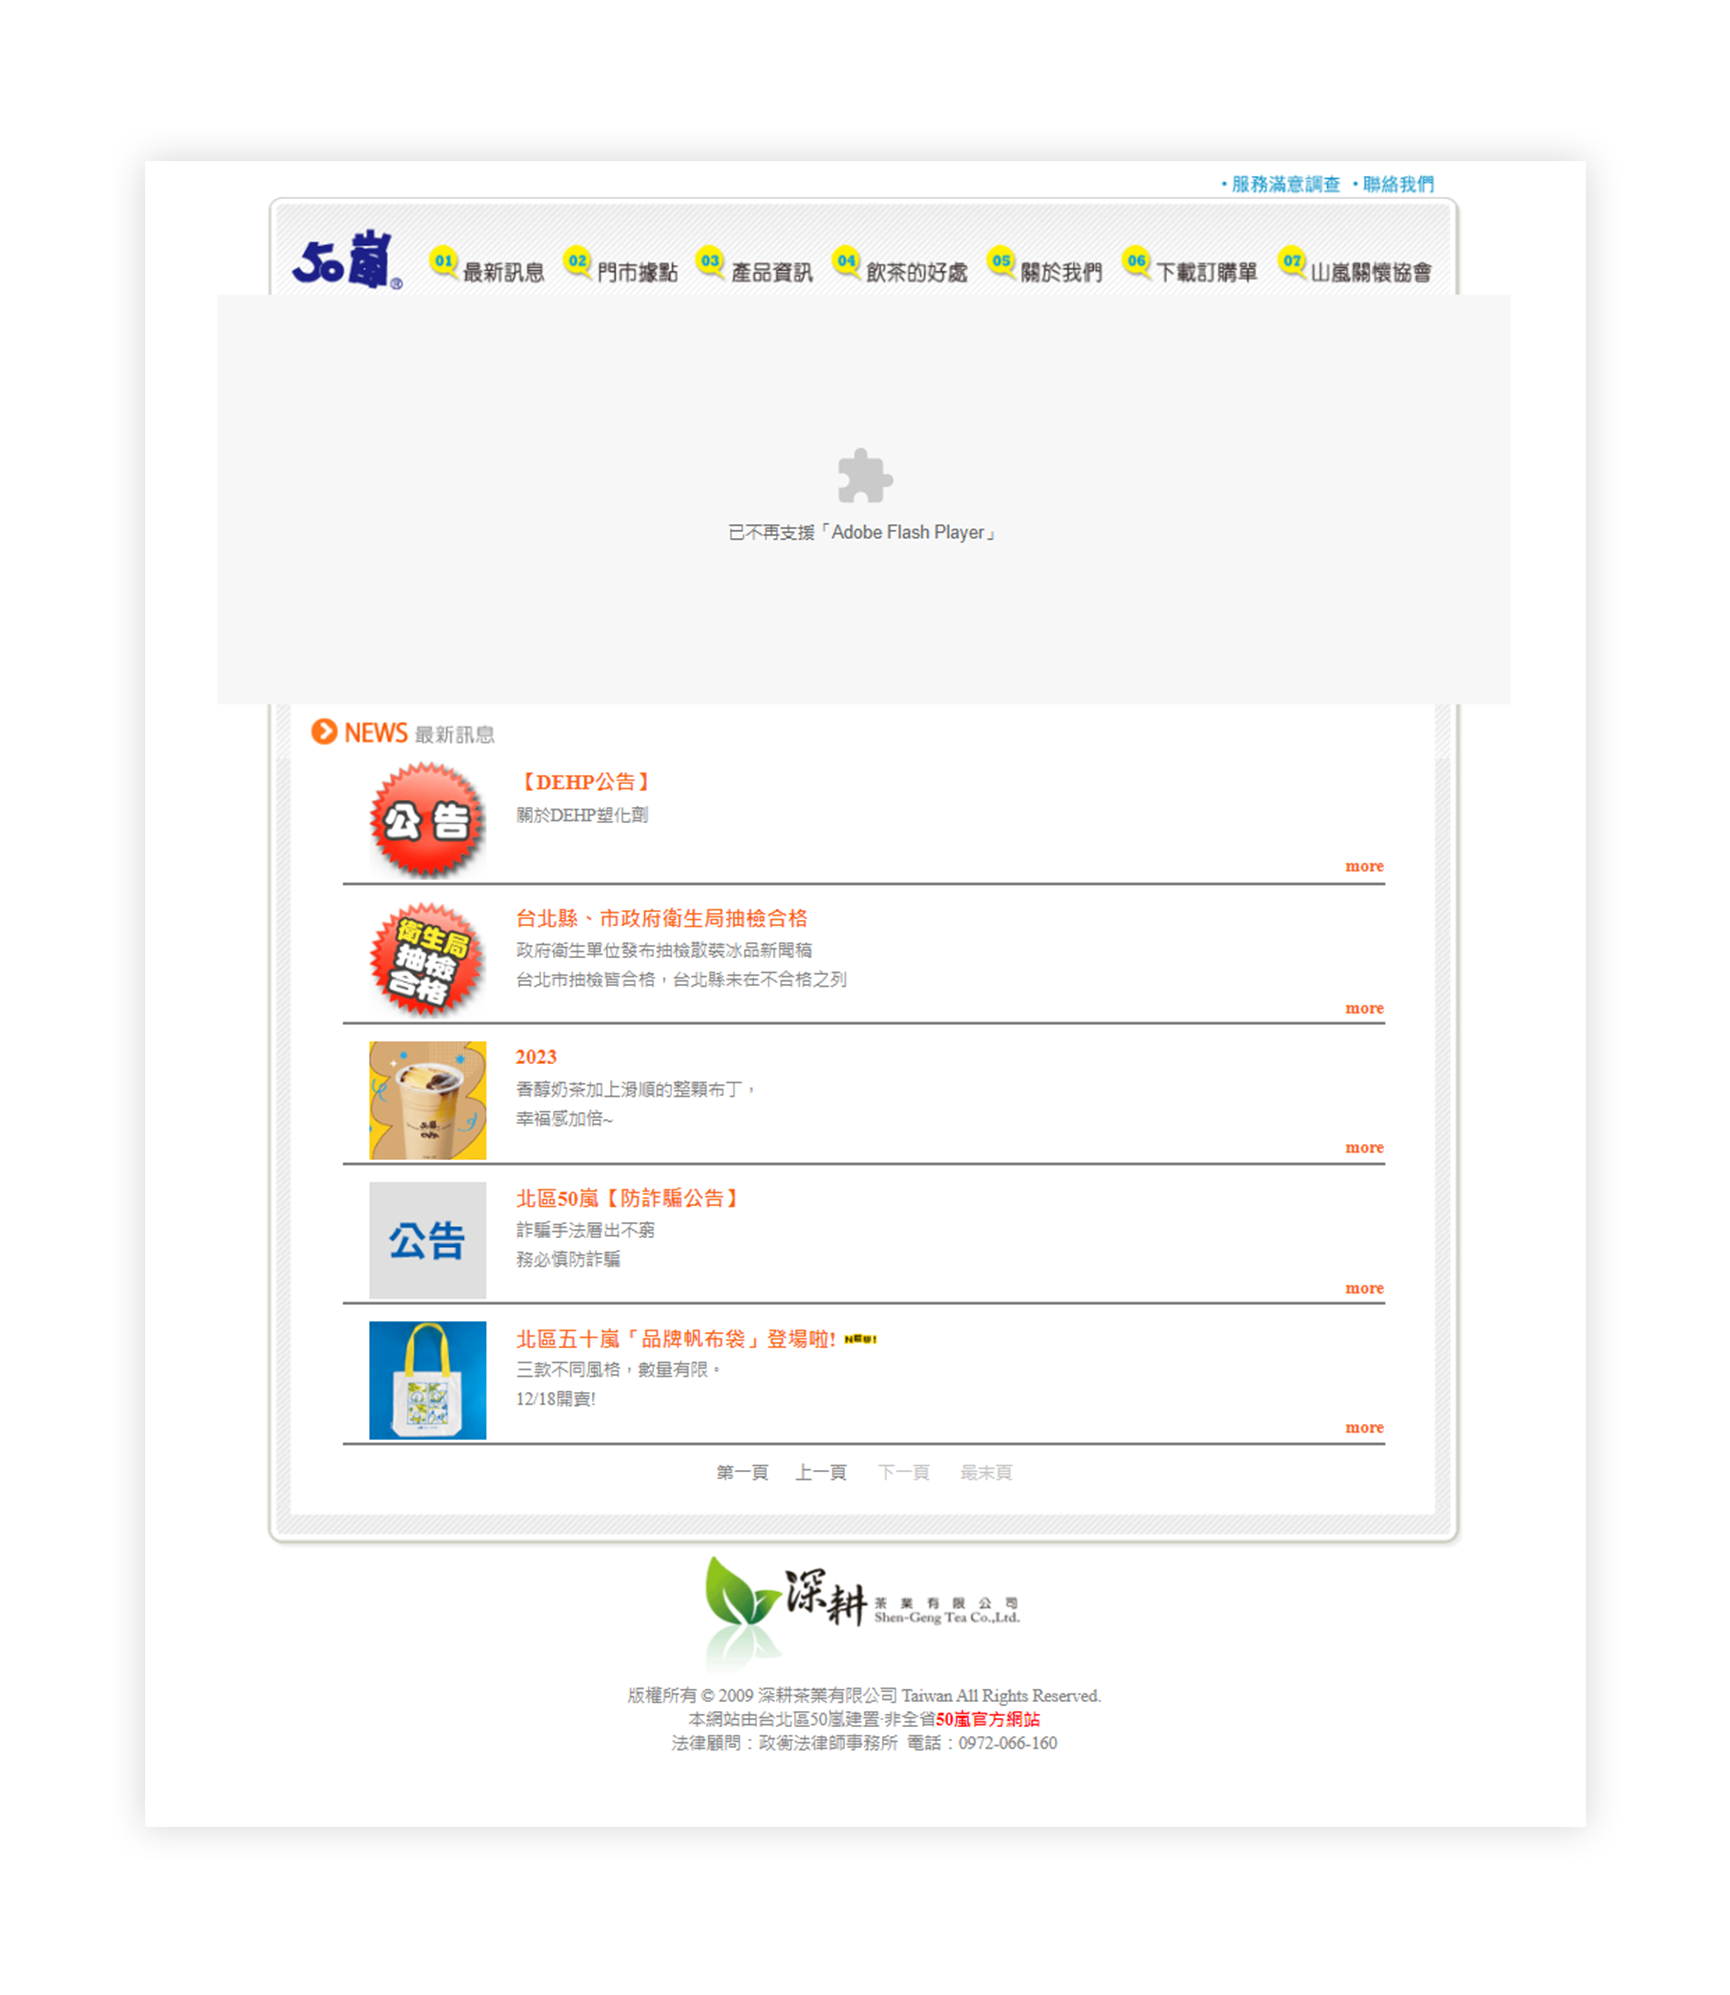 •服務滿意調查 •聯絡我們
50嵐® 01 最新訊息 02 門市據點 03 產品資訊 04 飲茶的好處 05 關於我們 06 下載訂購單 07 山嵐關懷協會
已不再支援「Adobe Flash Player」
NEWS 最新訊息
公告
【DEHP公告】
關於DEHP塑化劑
more
衛生局
抽檢
合格
台北縣、市政府衛生局抽檢合格
政府衛生單位發布抽檢散裝冰品新聞稿
台北市抽檢皆合格，台北縣未在不合格之列
more
2023
香醇奶茶加上滑順的整顆布丁，
幸福感加倍~
more
公告
北區50嵐【防詐騙公告】
詐騙手法層出不窮
務必慎防詐騙
more
北區五十嵐「品牌帆布袋」登場啦! NEW!
三款不同風格，數量有限。
12/18開賣!
more
第一頁 上一頁 下一頁 最末頁
深耕 茶業有限公司
Shen-Geng Tea Co.,Ltd.
版權所有 © 2009 深耕茶業有限公司 Taiwan All Rights Reserved.
本網站由台北區50嵐建置·非全省50嵐官方網站
法律顧問：政衡法律師事務所 電話：0972-066-160